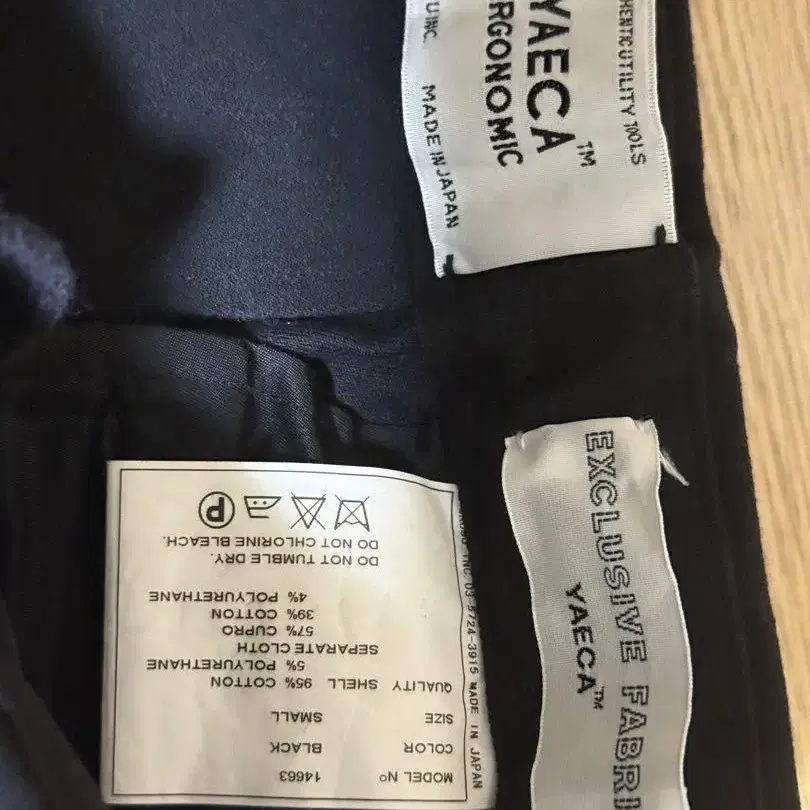 AUTHENTIC UTILITY TOOLS
YAECA™
ERGONOMIC
INC. MADE IN JAPAN
EXCLUSIVE FABRI
YAECA™
MODEL Nº 14663
COLOR BLACK
SIZE SMALL
QUALITY SHELL 95% COTTON
5% POLYURETHANE
SEPARATE CLOTH
57% CUPRO
39% COTTON
4% POLYURETHANE
DO NOT TUMBLE DRY.
DO NOT CHLORINE BLEACH.
P
INC. 03-5724-3915 MADE IN JAPAN